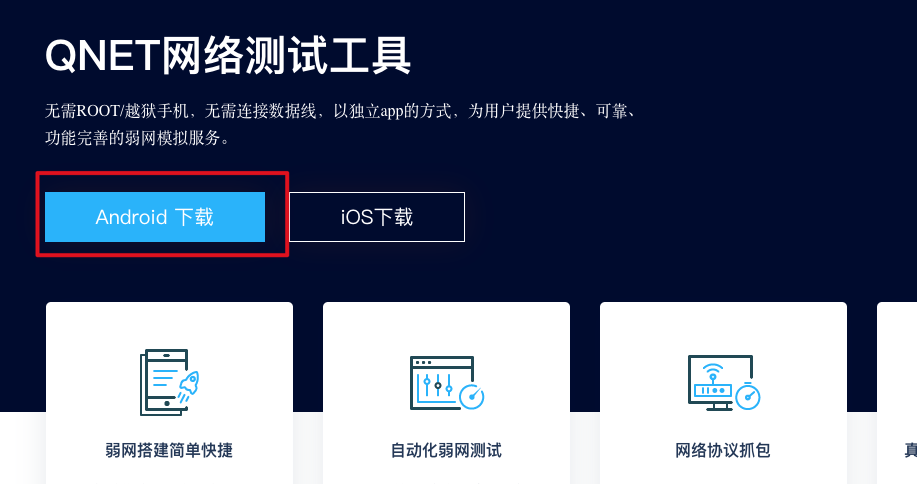 QNET网络测试工具
无需ROOT/越狱手机，无需连接数据线，以独立app的方式，为用户提供快捷、可靠、
功能完善的弱网模拟服务。
Android 下载
iOS下载
弱网搭建简单快捷
自动化弱网测试
网络协议抓包